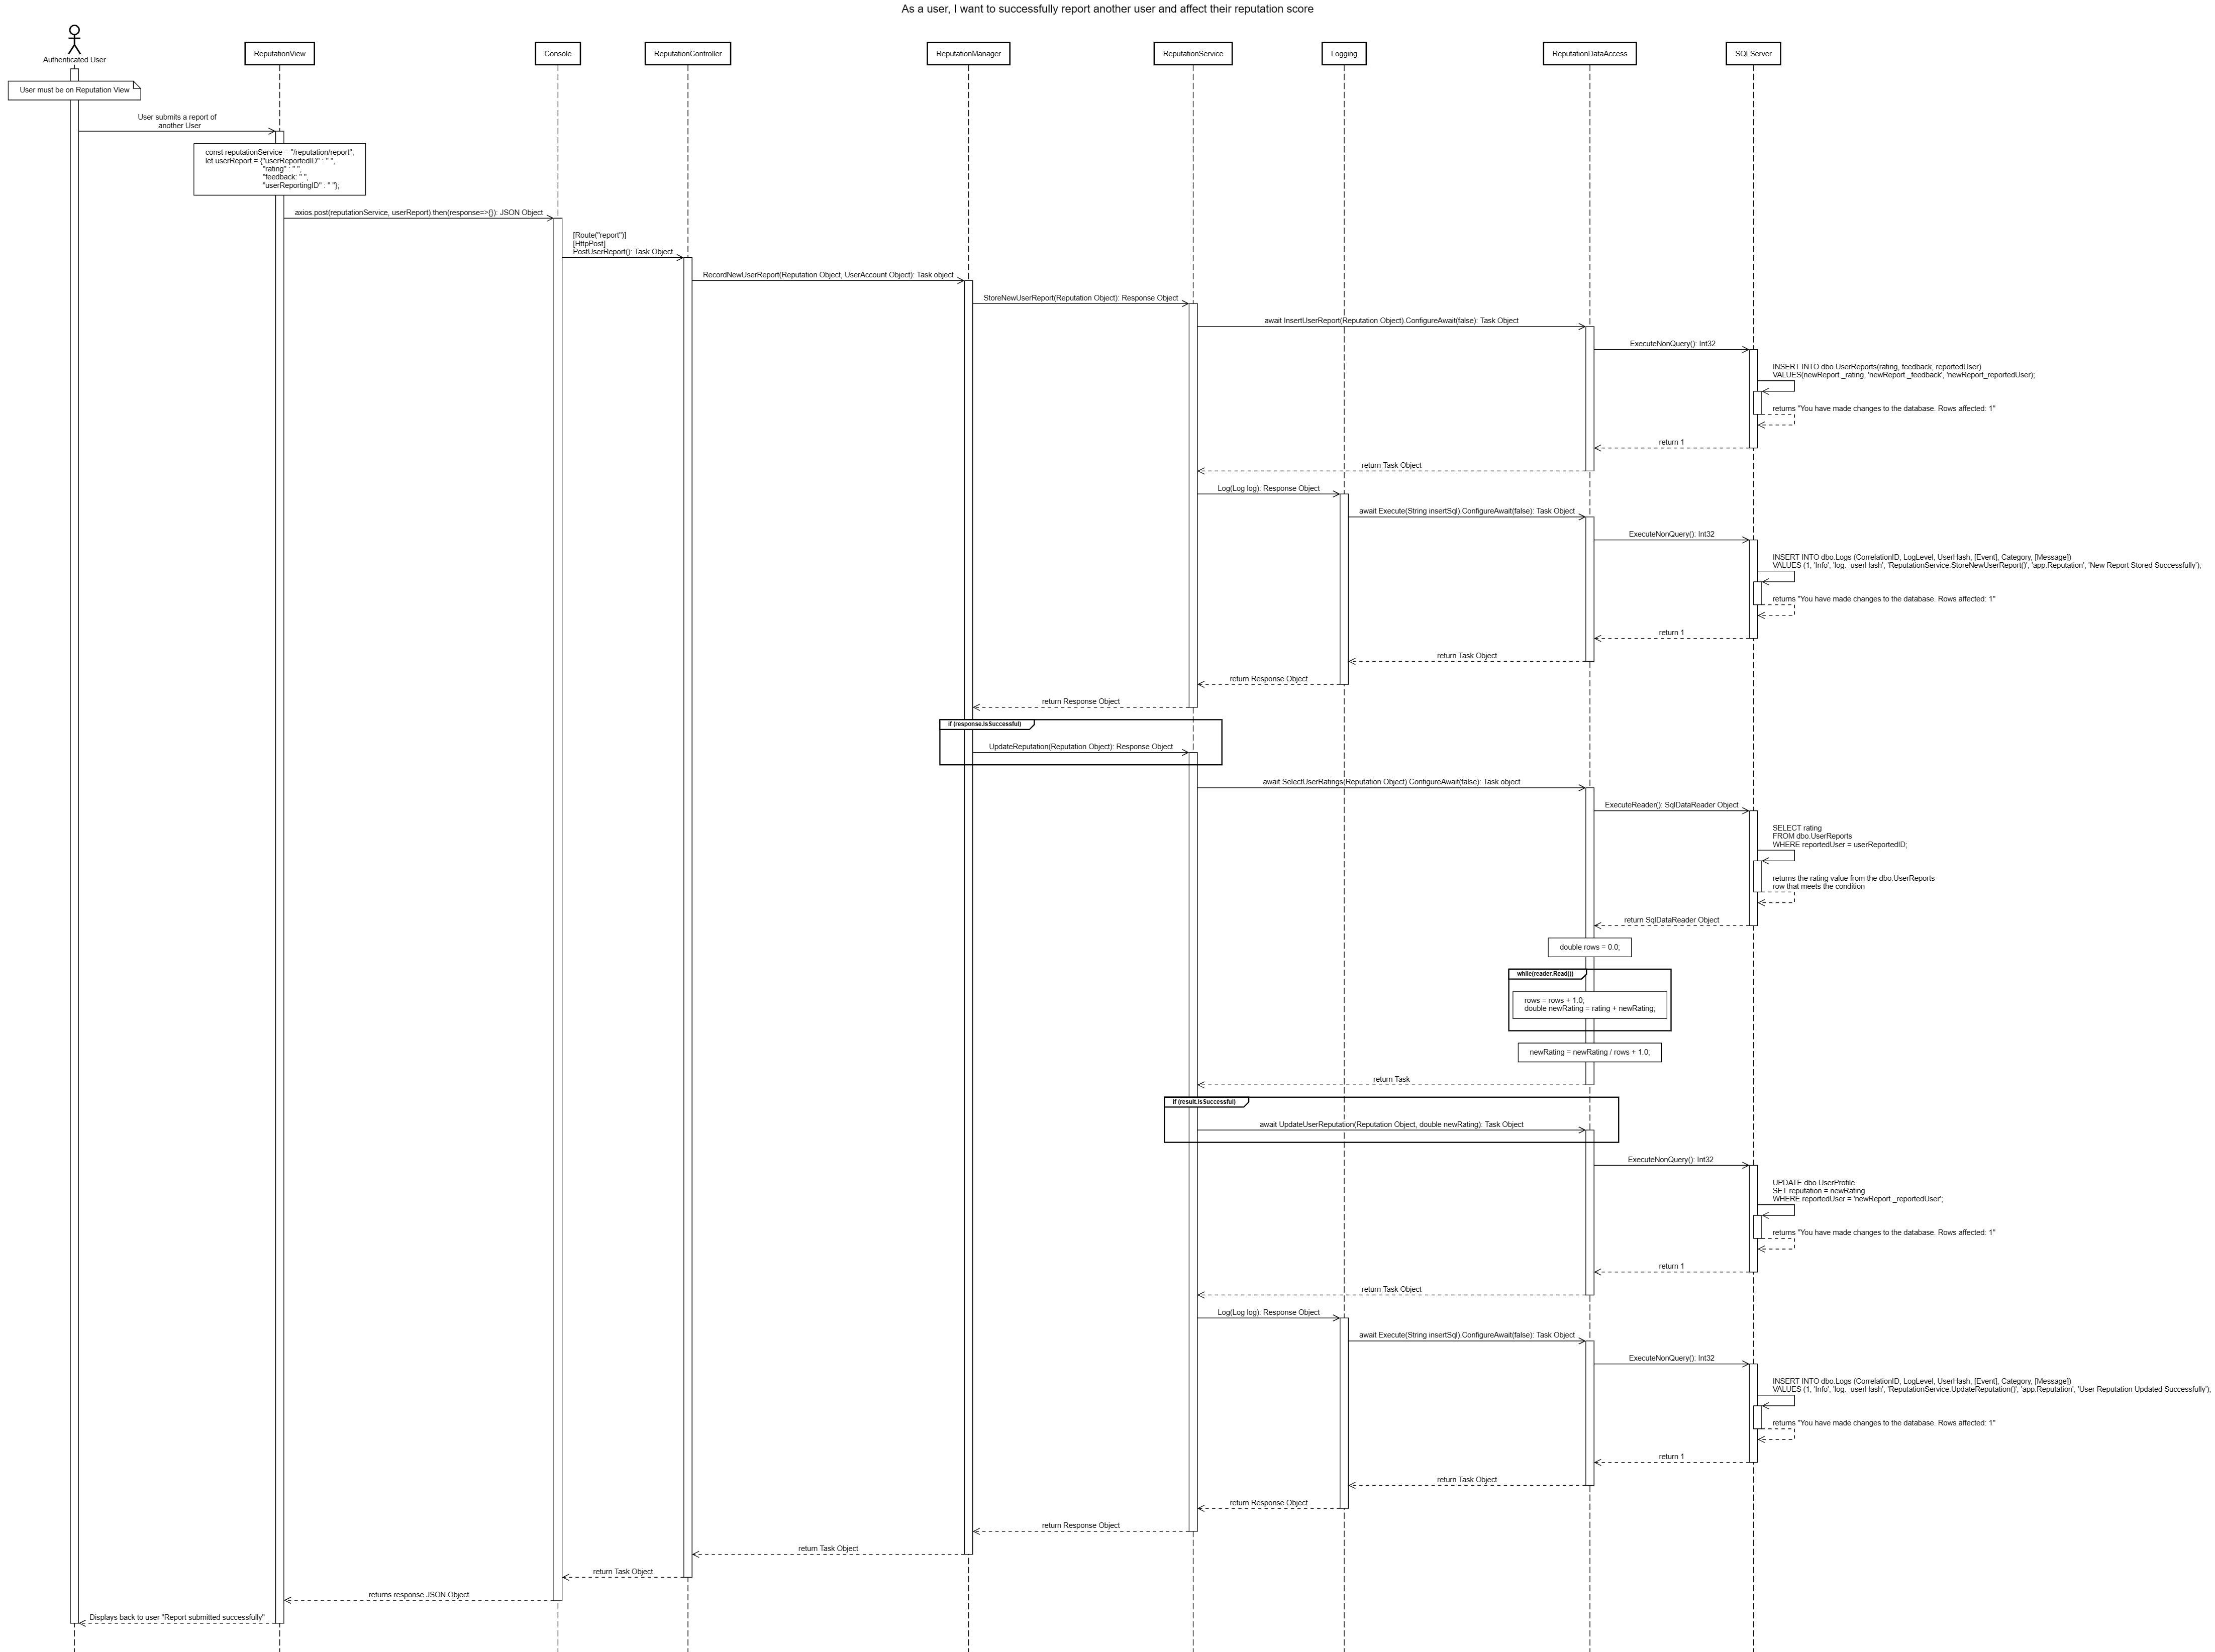 As a user, I want to successfully report another user and affect their reputation score
Authenticated User
ReputationView
Console
ReputationController
ReputationManager
ReputationService
Logging
ReputationDataAccess
SQLServer
User must be on Reputation View
User submits a report of
another User
const reputationService = "/reputation/report";
let userReport = {"userReportedID" : " ",
"rating" : " ",
"feedback: " ",
"userReportingID" : " "};
axios.post(reputationService, userReport).then(response=>{}): JSON Object
[Route("report")]
[HttpPost]
PostUserReport(): Task Object
RecordNewUserReport(Reputation Object, UserAccount Object): Task object
StoreNewUserReport(Reputation Object): Response Object
await InsertUserReport(Reputation Object).ConfigureAwait(false): Task Object
ExecuteNonQuery(): Int32
INSERT INTO dbo.UserReports(rating, feedback, reportedUser)
VALUES(newReport._rating, 'newReport._feedback', 'newReport_reportedUser);
returns "You have made changes to the database. Rows affected: 1"
return 1
return Task Object
Log(Log log): Response Object
await Execute(String insertSql).ConfigureAwait(false): Task Object
ExecuteNonQuery(): Int32
INSERT INTO dbo.Logs (CorrelationID, LogLevel, UserHash, [Event], Category, [Message])
VALUES (1, 'Info', 'log._userHash', 'ReputationService.StoreNewUserReport()', 'app.Reputation', 'New Report Stored Successfully');
returns "You have made changes to the database. Rows affected: 1"
return 1
return Task Object
return Response Object
return Response Object
if (response.IsSuccessful)
UpdateReputation(Reputation Object): Response Object
await SelectUserRatings(Reputation Object).ConfigureAwait(false): Task object
ExecuteReader(): SqlDataReader Object
SELECT rating
FROM dbo.UserReports
WHERE reportedUser = userReportedID;
returns the rating value from the dbo.UserReports
row that meets the condition
return SqlDataReader Object
double rows = 0.0;
while(reader.Read())
rows = rows + 1.0;
double newRating = rating + newRating;
newRating = newRating / rows + 1.0;
return Task
if (result.IsSuccessful)
await UpdateUserReputation(Reputation Object, double newRating): Task Object
ExecuteNonQuery(): Int32
UPDATE dbo.UserProfile
SET reputation = newRating
WHERE reportedUser = 'newReport._reportedUser';
returns "You have made changes to the database. Rows affected: 1"
return 1
return Task Object
Log(Log log): Response Object
await Execute(String insertSql).ConfigureAwait(false): Task Object
ExecuteNonQuery(): Int32
INSERT INTO dbo.Logs (CorrelationID, LogLevel, UserHash, [Event], Category, [Message])
VALUES (1, 'Info', 'log._userHash', 'ReputationService.UpdateReputation()', 'app.Reputation', 'User Reputation Updated Successfully');
returns "You have made changes to the database. Rows affected: 1"
return 1
return Task Object
return Response Object
return Response Object
return Task Object
return Task Object
returns response JSON Object
Displays back to user "Report submitted successfully"